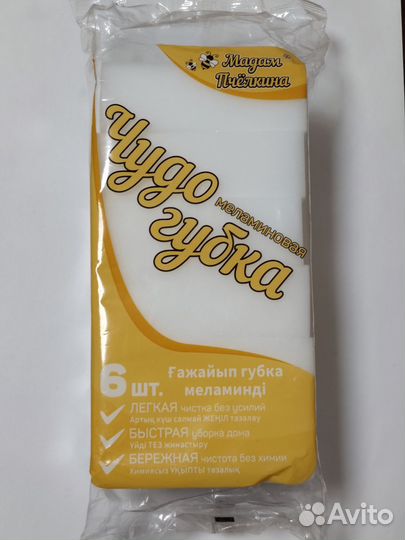 Мадам
Пчёлкина
Чудо
губка
меламиновая
6 шт.
Ғажайып губка
меламинді
ЛЕГКАЯ чистка без усилий
Артық күш салмай ЖЕҢІЛ тазалау
БЫСТРАЯ уборка дома
Үйді ТЕЗ жинастыру
БЕРЕЖНАЯ чистота без химии
Химиясыз ҰҚЫПТЫ тазалық
Avito